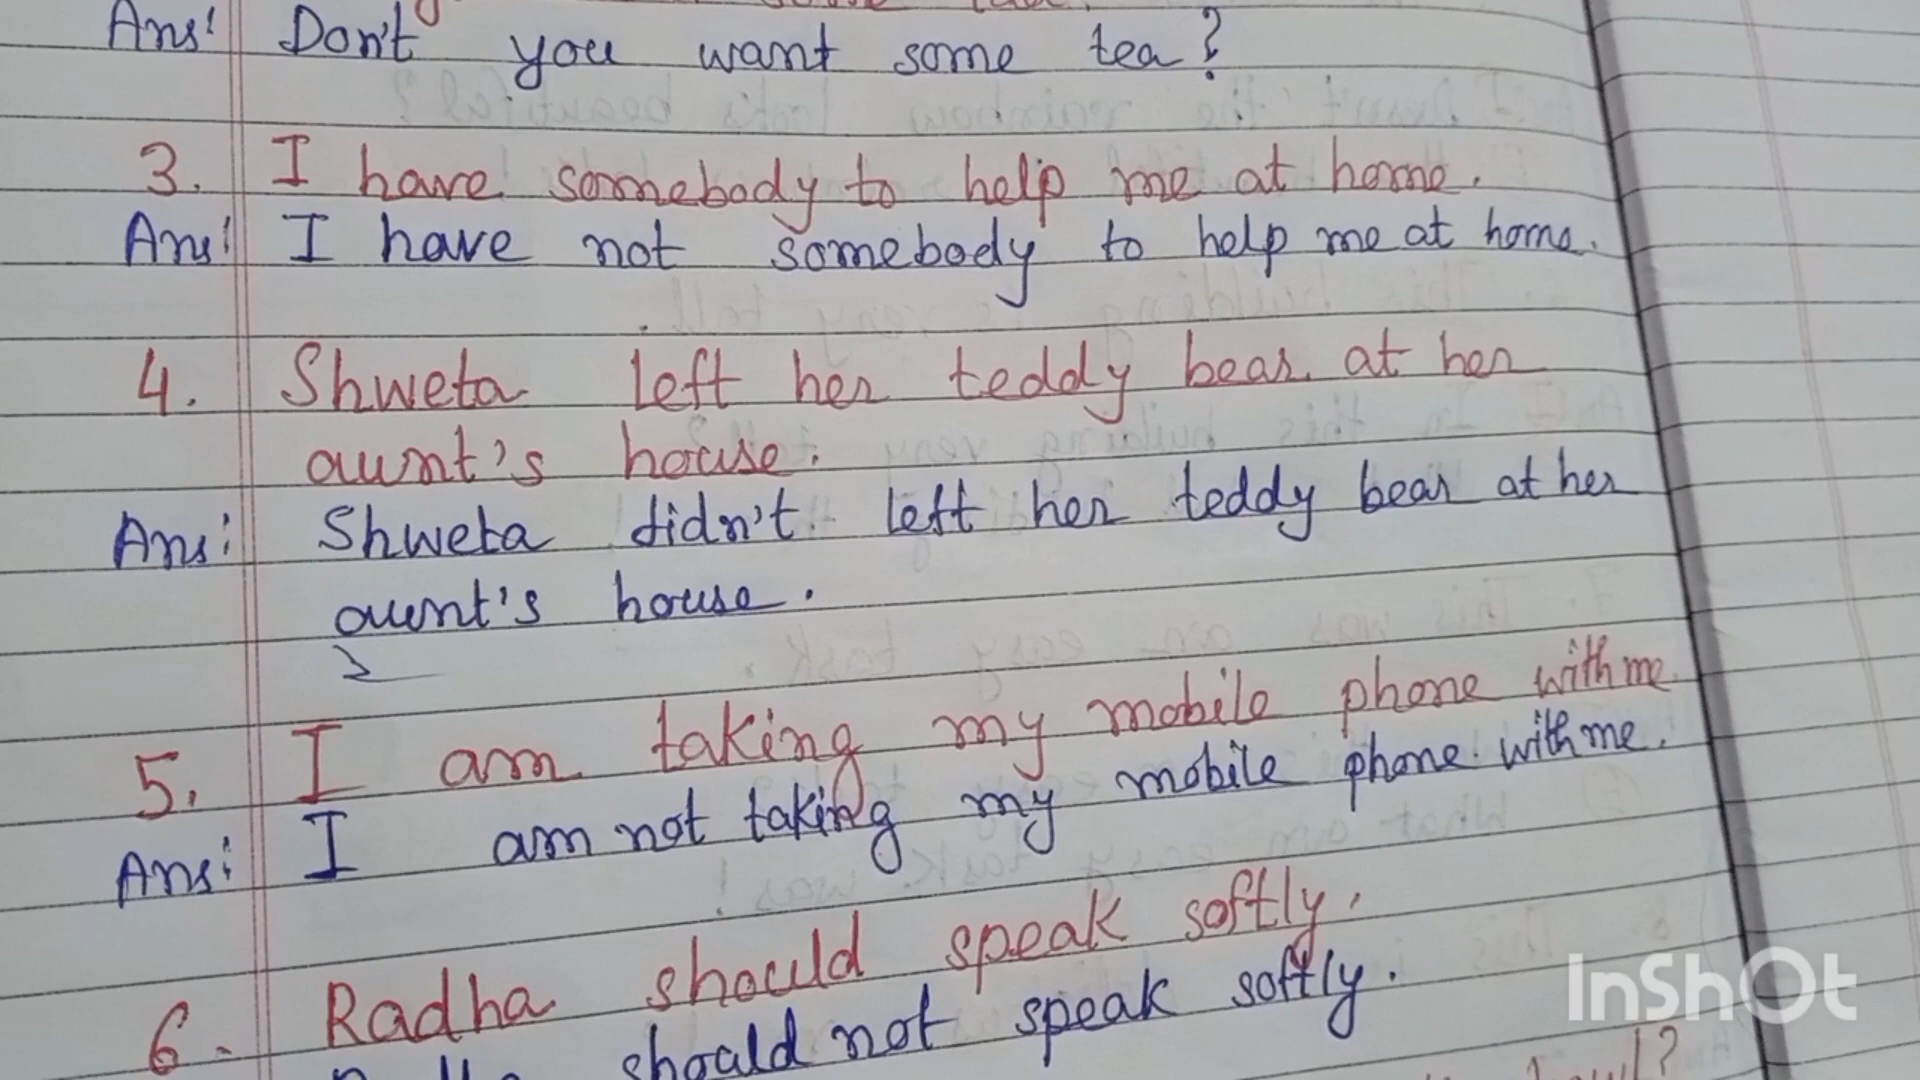 Ans: Don't you want some tea?
3. I have somebody to help me at home.
Ans: I have not somebody to help me at home.
4. Shweta left her teddy bear at her
aunt's house.
Ans: Shweta didn't left her teddy bear at her
aunt's house.
5. I am taking my mobile phone with me
Ans: I am not taking my mobile phone with me.
6. Radha should speak softly.
should not speak softly.
InShOt